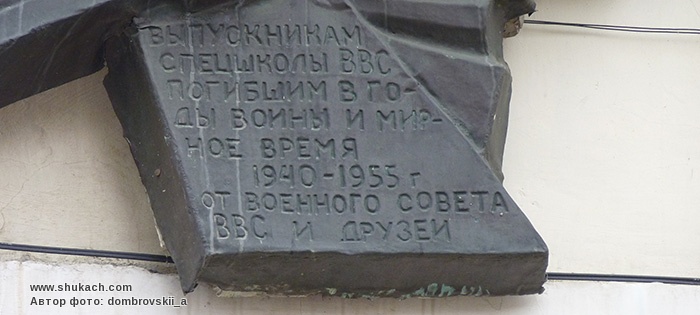 ВЫПУСКНИКАМ
СПЕЦШКОЛЫ ВВС
ПОГИБШИМ В ГО-
ДЫ ВОИНЫ И МИР-
НОЕ ВРЕМЯ
1940-1955 г
ОТ ВОЕННОГО СОВЕТА
ВВС И ДРУЗЕЙ
www.shukach.com
Автор фото: dombrovskii_a